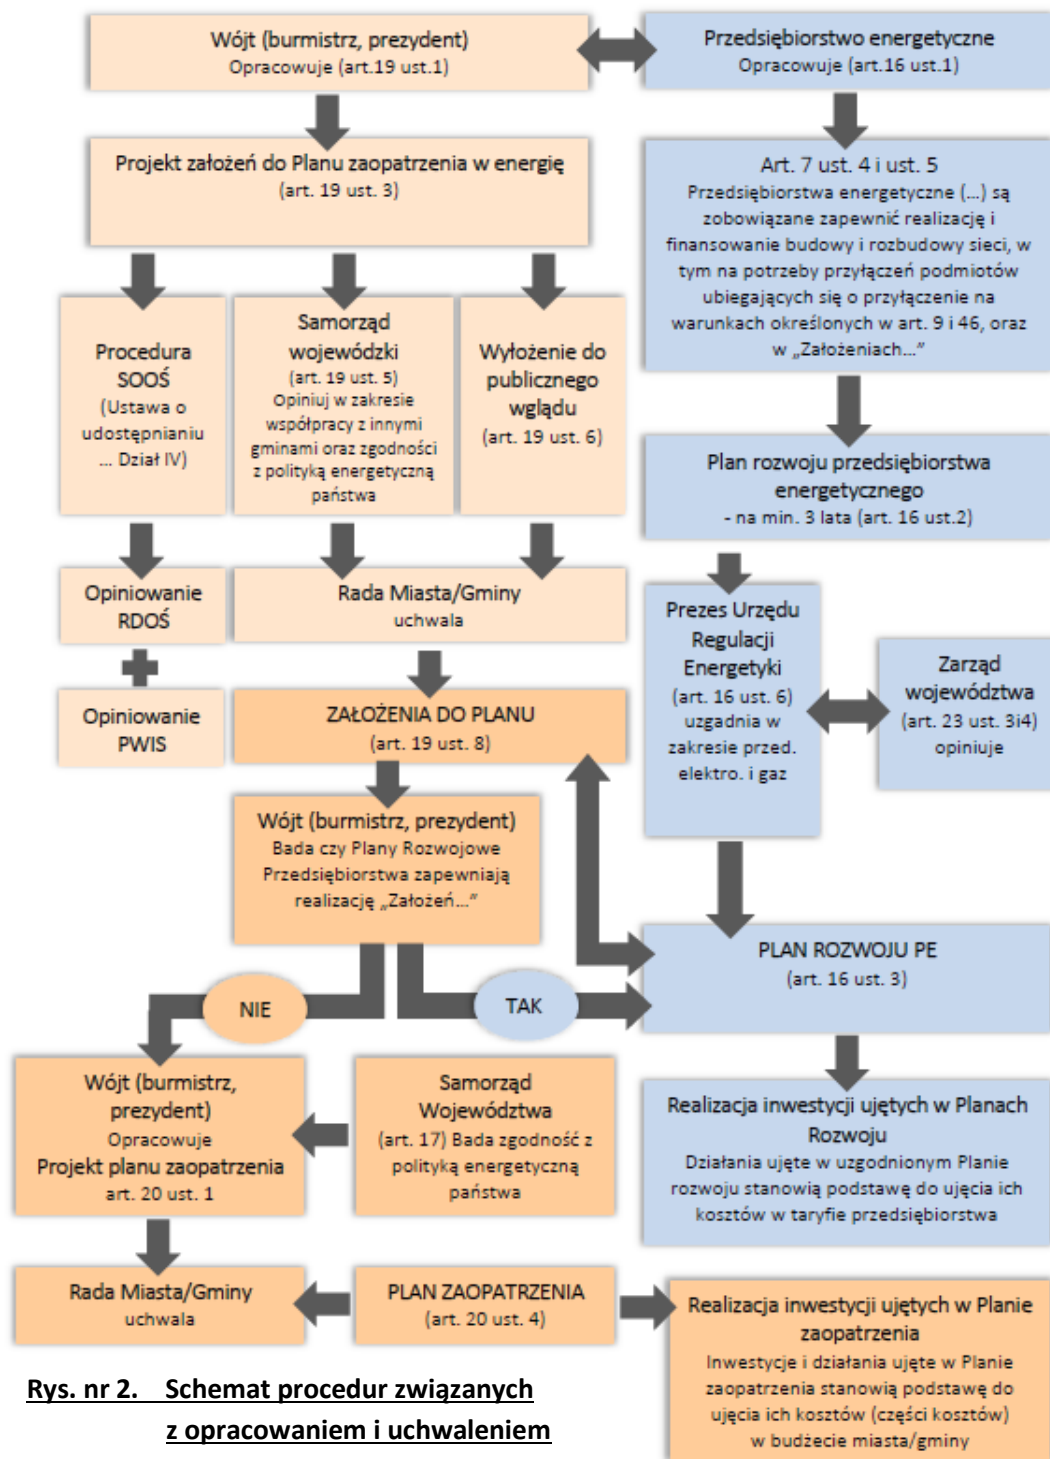 Wójt (burmistrz, prezydent)
Opracowuje (art.19 ust.1)
Przedsiębiorstwo energetyczne
Opracowuje (art.16 ust.1)
Projekt założeń do Planu zaopatrzenia w energię
(art. 19 ust. 3)
Art. 7 ust. 4 i ust. 5
Przedsiębiorstwa energetyczne (...) są
zobowiązane zapewnić realizację i
finansowanie budowy i rozbudowy sieci, w
tym na potrzeby przyłączeń podmiotów
ubiegających się o przyłączenie na
warunkach określonych w art. 9 i 46, oraz
w „Założeniach...”
Procedura
SOOŚ
(Ustawa o
udostępnianiu
... Dział IV)
Samorząd
wojewódzki
(art. 19 ust. 5)
Opiniuj w zakresie
współpracy z innymi
gminami oraz zgodności
z polityką energetyczną
państwa
Wyłożenie do
publicznego
wglądu
(art. 19 ust. 6)
Plan rozwoju przedsiębiorstwa
energetycznego
- na min. 3 lata (art. 16 ust.2)
Opiniowanie
RDOŚ
Rada Miasta/Gminy
uchwala
Prezes Urzędu
Regulacji
Energetyki
(art. 16 ust. 6)
uzgadnia w
zakresie przed.
elektro. i gaz
Zarząd
województwa
(art. 23 ust. 3i4)
opiniuje
Opiniowanie
PWIS
ZAŁOŻENIA DO PLANU
(art. 19 ust. 8)
Wójt (burmistrz, prezydent)
Bada czy Plany Rozwojowe
Przedsiębiorstwa zapewniają
realizację „Założeń...”
PLAN ROZWOJU PE
(art. 16 ust. 3)
NIE
TAK
Wójt (burmistrz,
prezydent)
Opracowuje
Projekt planu zaopatrzenia
art. 20 ust. 1
Samorząd
Województwa
(art. 17) Bada zgodność z
polityką energetyczną
państwa
Realizacja inwestycji ujętych w Planach
Rozwoju
Działania ujęte w uzgodnionym Planie
rozwoju stanowią podstawę do ujęcia ich
kosztów w taryfie przedsiębiorstwa
Rada Miasta/Gminy
uchwala
PLAN ZAOPATRZENIA
(art. 20 ust. 4)
Realizacja inwestycji ujętych w Planie
zaopatrzenia
Inwestycje i działania ujęte w Planie
zaopatrzenia stanowią podstawę do
ujęcia ich kosztów (części kosztów)
w budżecie miasta/gminy
Rys. nr 2. Schemat procedur związanych
z opracowaniem i uchwaleniem